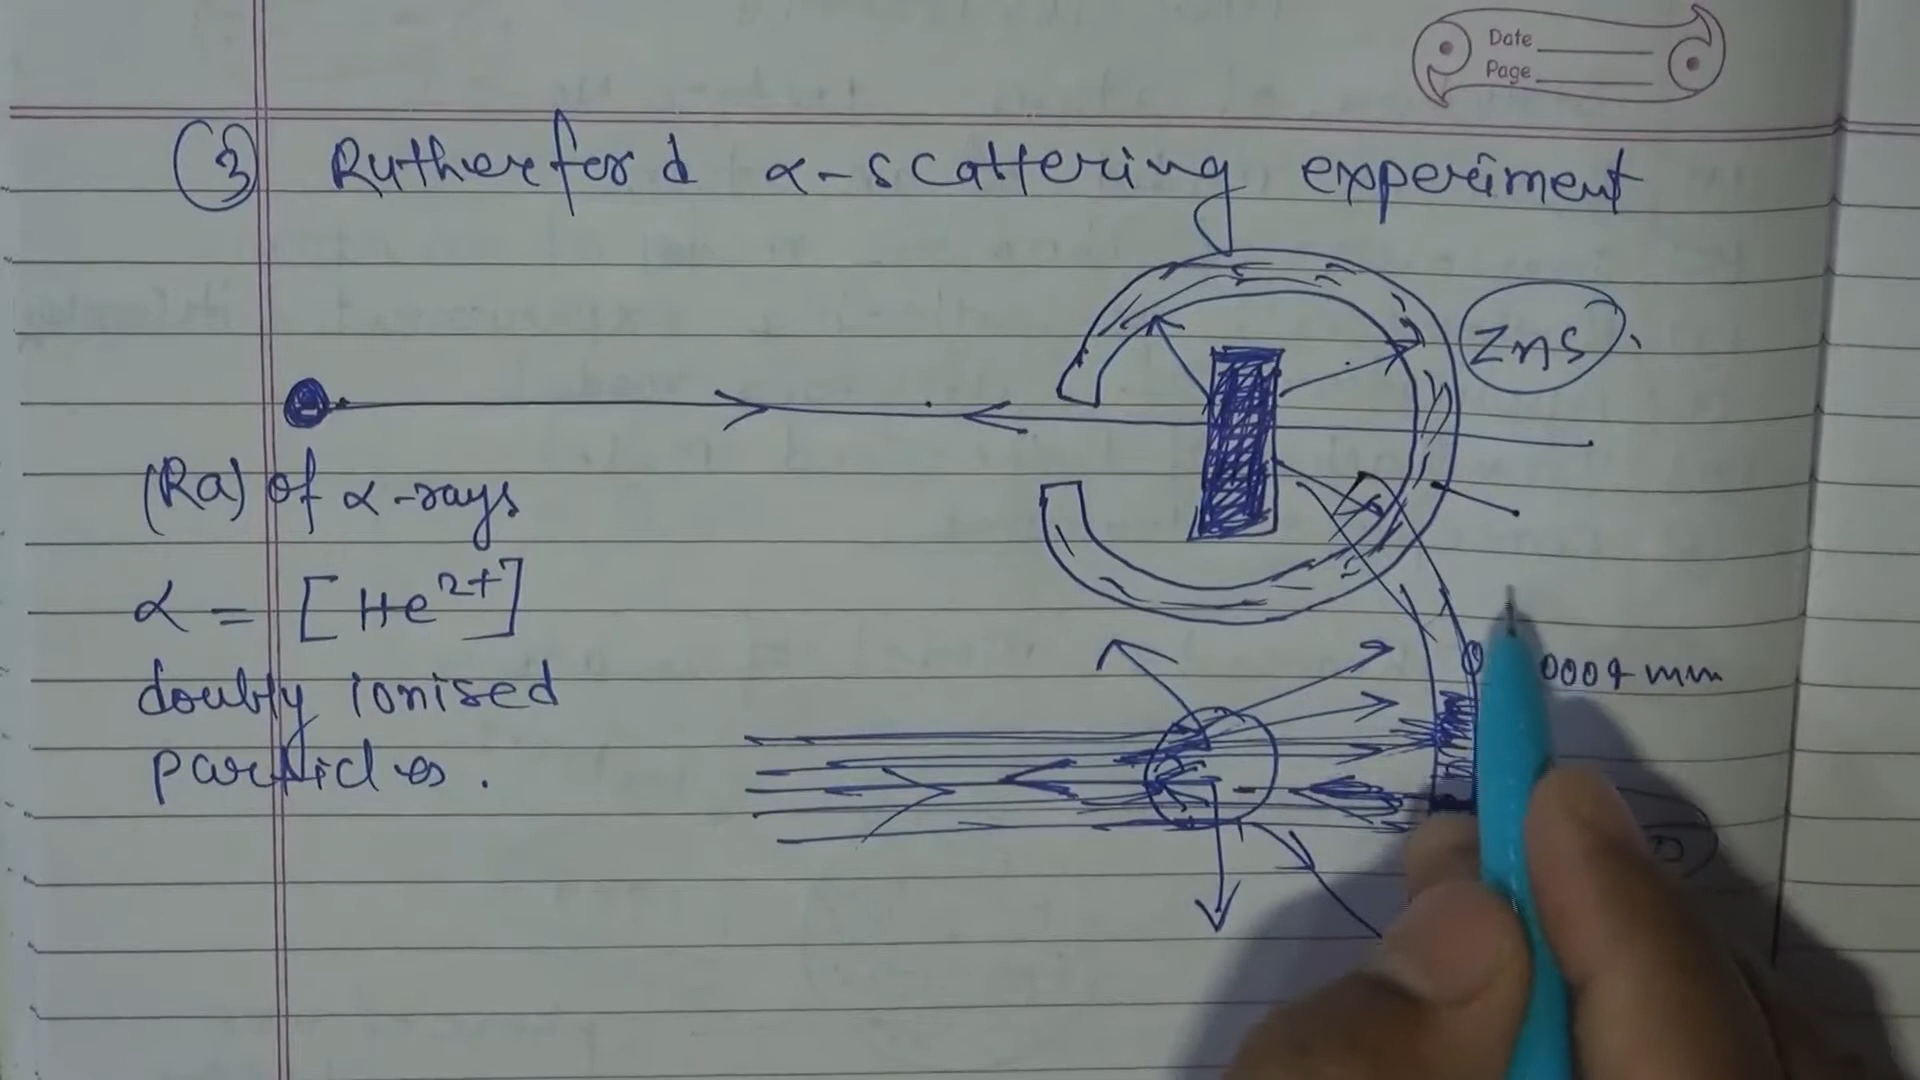 Date
Page
(3) Rutherford α-scattering experiment
ZnS
(Ra) of α-rays
α = [He²⁺]
doubly ionised
particles.
0004 mm